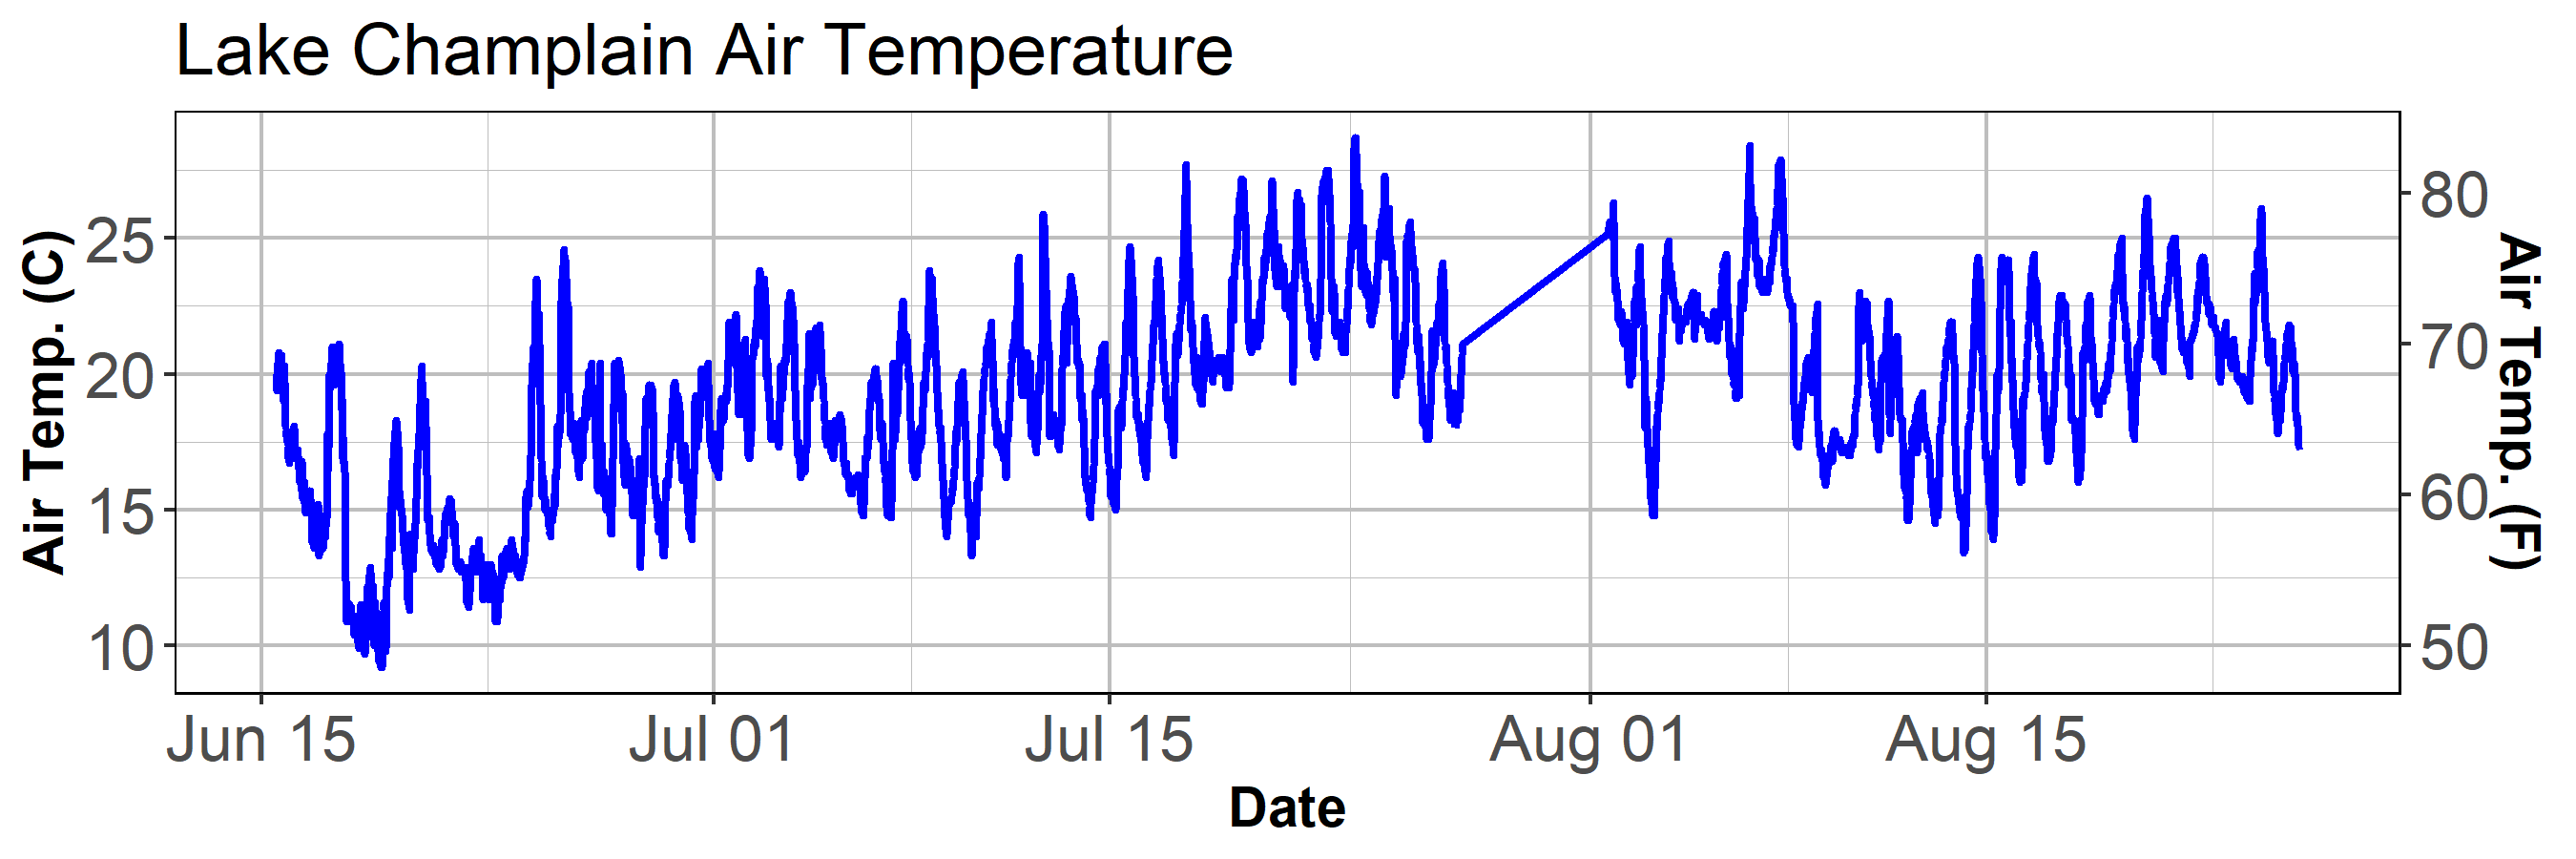 Lake Champlain Air Temperature
Air Temp. (C)
25
20
15
10
80
70
60
50
Air Temp. (F)
Jun 15
Jul 01
Jul 15
Aug 01
Aug 15
Date